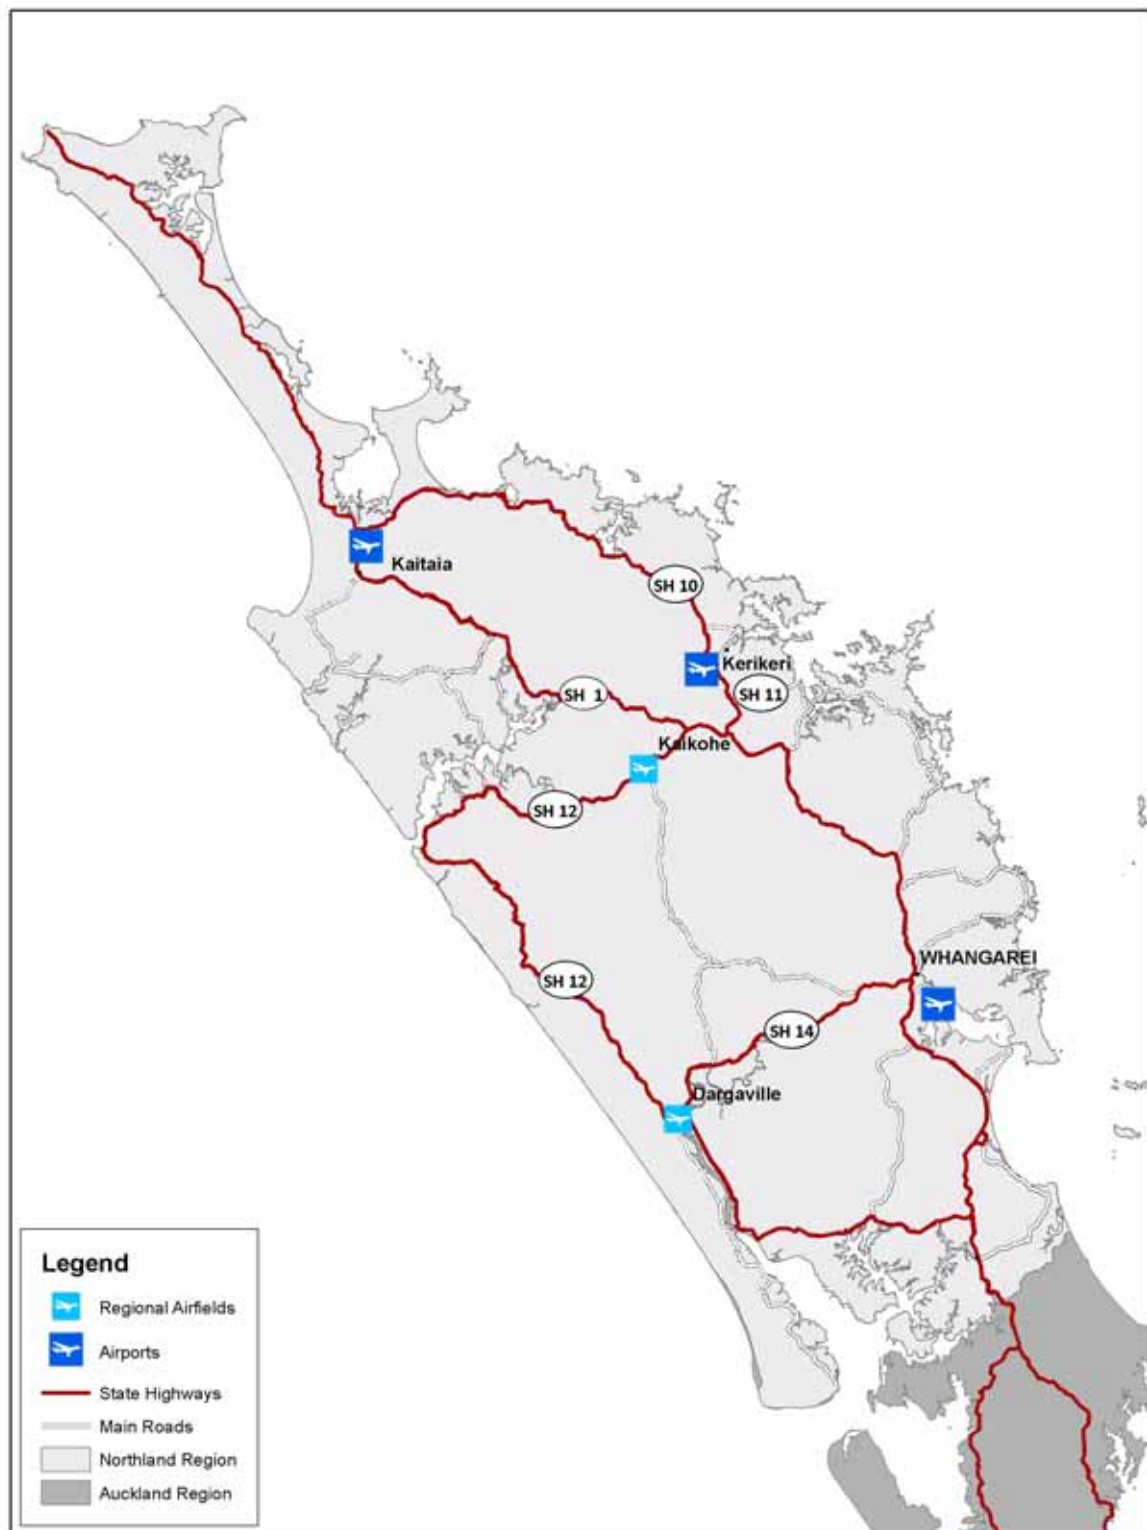 Kaitaia
SH 10
Kerikeri
SH 11
SH 1
Kaikohe
SH 12
WHANGAREI
SH 12
SH 14
Dargaville
Legend
Regional Airfields
Airports
State Highways
Main Roads
Northland Region
Auckland Region